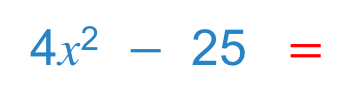 4x² − 25 =